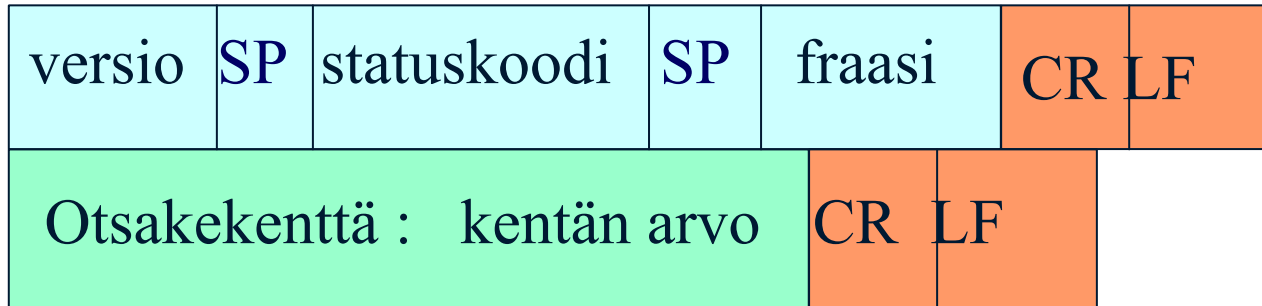 versio SP statuskoodi SP fraasi CR LF
Otsakekenttä : kentän arvo CR LF